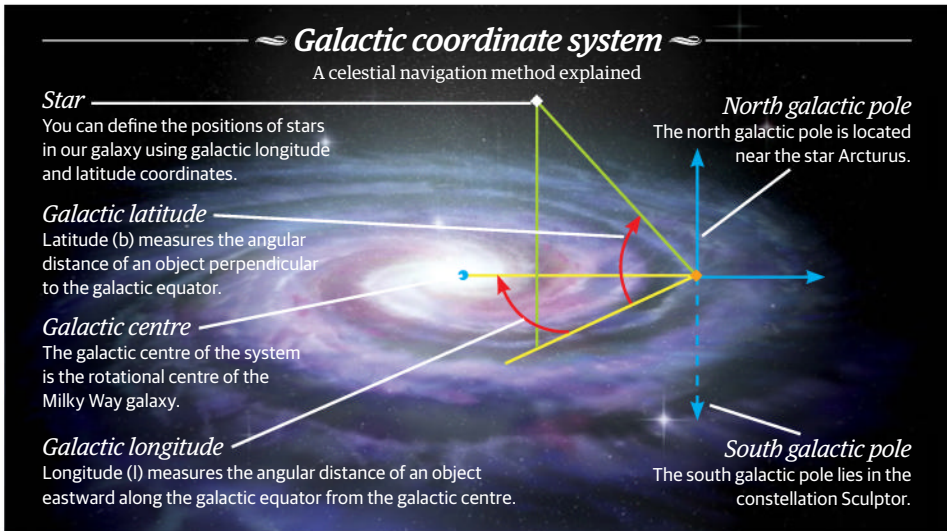 Galactic coordinate system
A celestial navigation method explained
Star
You can define the positions of stars
in our galaxy using galactic longitude
and latitude coordinates.
Galactic latitude
Latitude (b) measures the angular
distance of an object perpendicular
to the galactic equator.
Galactic centre
The galactic centre of the system
is the rotational centre of the
Milky Way galaxy.
Galactic longitude
Longitude (l) measures the angular distance of an object
eastward along the galactic equator from the galactic centre.
North galactic pole
The north galactic pole is located
near the star Arcturus.
South galactic pole
The south galactic pole lies in the
constellation Sculptor.